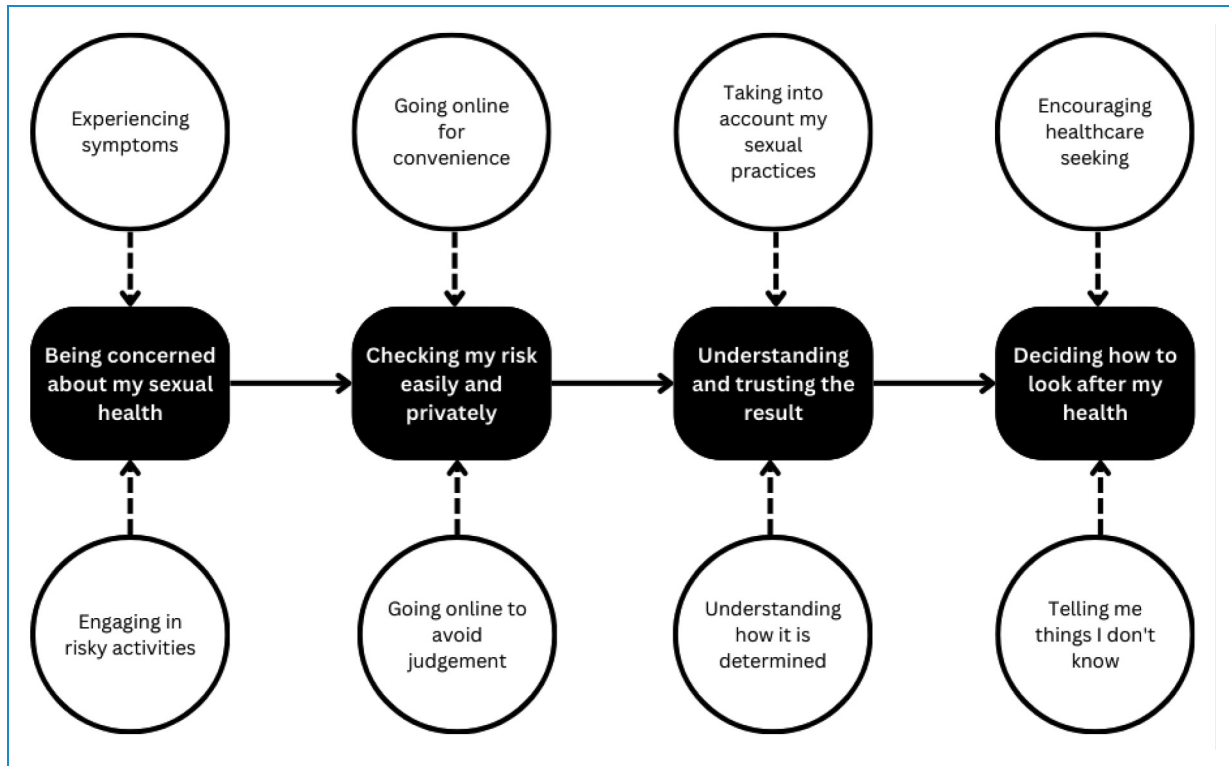 Experiencing
symptoms
Going online
for
convenience
Taking into
account my
sexual
practices
Encouraging
healthcare
seeking
Being concerned
about my sexual
health
Checking my risk
easily and
privately
Understanding
and trusting the
result
Deciding how to
look after my
health
Engaging in
risky activities
Going online to
avoid
judgement
Understanding
how it is
determined
Telling me
things I don't
know